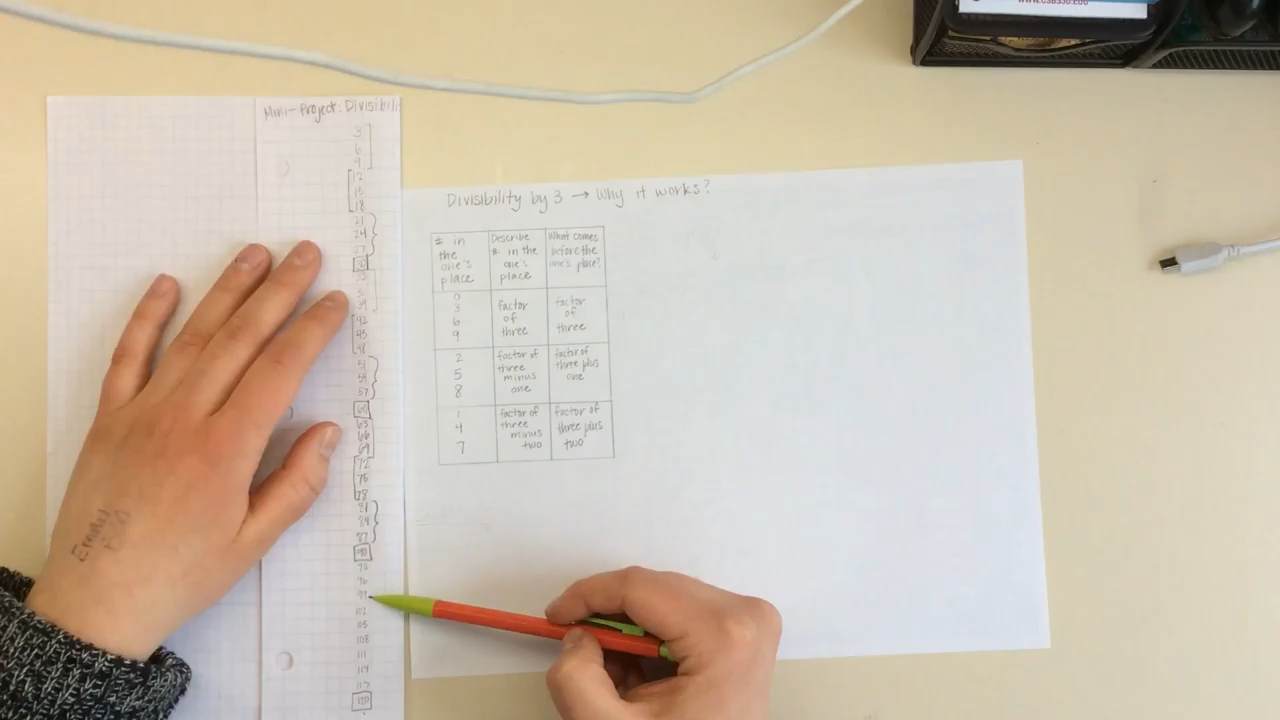 WWW.CSB330.EDU
Mini-Project: Divisibili
3
6
9
12
15
18
21
24
27
30
33
39
42
45
48
51
54
57
60
63
66
69
72
75
78
81
84
87
90
93
96
99
102
105
108
111
114
117
120
Divisibility by 3 → Why it works?
# in
the
one's
place
Describe
# in the
one's
place
What comes
before the
one's place?
0
3
6
9
factor
of
three
factor
of
three
2
5
8
factor of
three
minus
one
factor of
three plus
one
1
4
7
factor of
three
minus
two
factor of
three plus
two